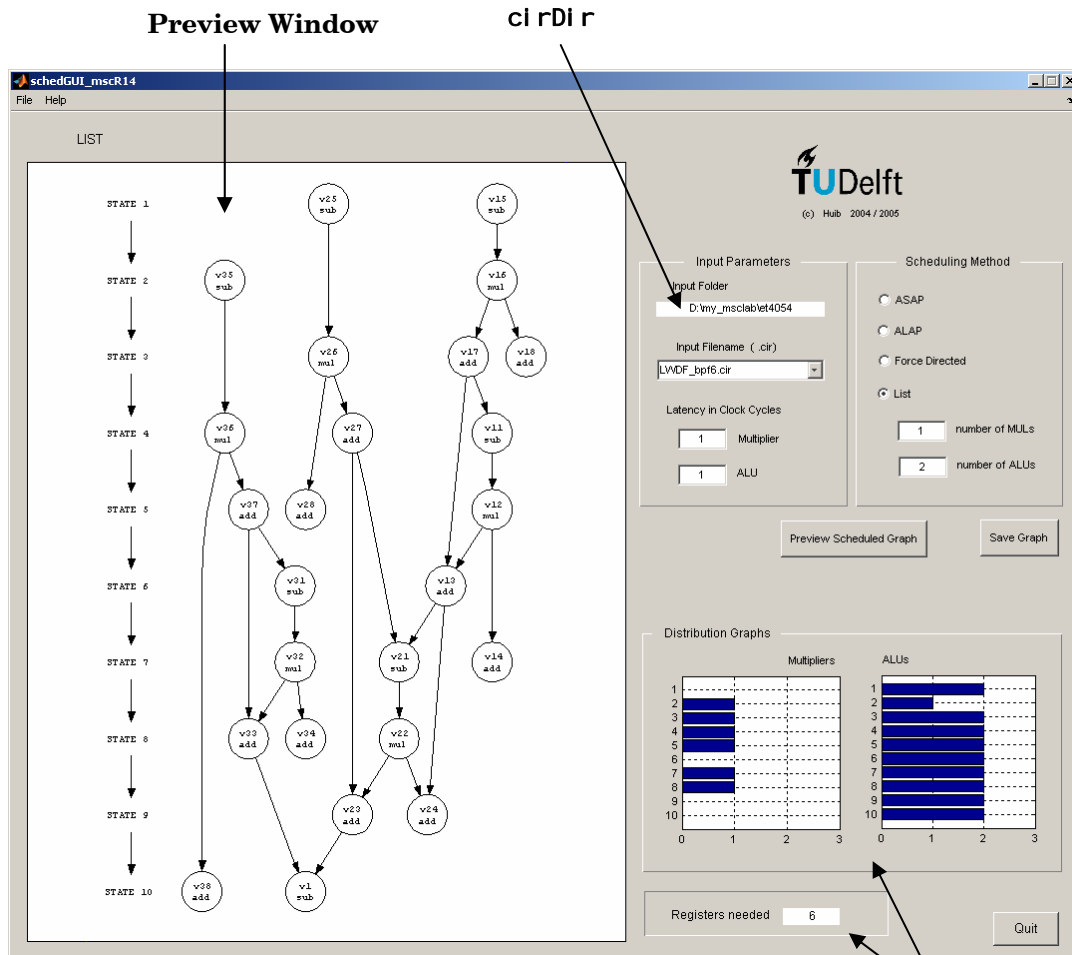 Preview Window
cirDir
schedGUI_mscR14
File Help
LIST
STATE 1
v25 sub
v15 sub
STATE 2
v35 sub
v16 mul
STATE 3
v26 mul
v17 add
v18 add
STATE 4
v36 mul
v27 add
v11 sub
STATE 5
v37 add
v28 add
v12 mul
STATE 6
v31 sub
v13 add
STATE 7
v32 mul
v21 sub
v14 add
STATE 8
v33 add
v34 add
v22 mul
STATE 9
v23 add
v24 add
STATE 10
v38 add
v1 sub
TUDelft
(c) Huib 2004 / 2005
Input Parameters
Input Folder
D:\my_msclab\et4054
Input Filename ( .cir)
LWDF_bpf6.cir
Latency in Clock Cycles
1 Multiplier
1 ALU
Scheduling Method
ASAP
ALAP
Force Directed
List
1 number of MULs
2 number of ALUs
Preview Scheduled Graph
Save Graph
Distribution Graphs
Multipliers
1
2
3
4
5
6
7
8
9
10
0 1 2 3
ALUs
1
2
3
4
5
6
7
8
9
10
0 1 2 3
Registers needed 6
Quit